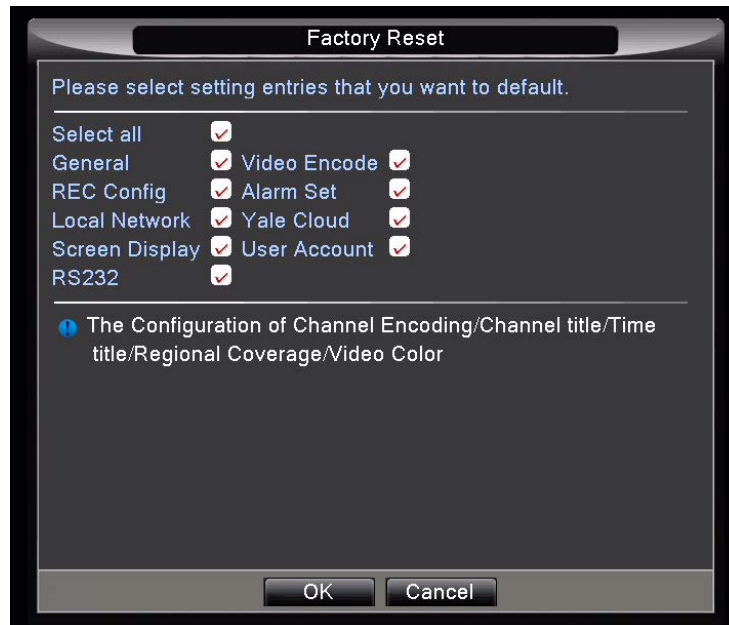 Factory Reset
Please select setting entries that you want to default.
Select all
General Video Encode
REC Config Alarm Set
Local Network Yale Cloud
Screen Display User Account
RS232
The Configuration of Channel Encoding/Channel title/Time
title/Regional Coverage/Video Color
OK Cancel